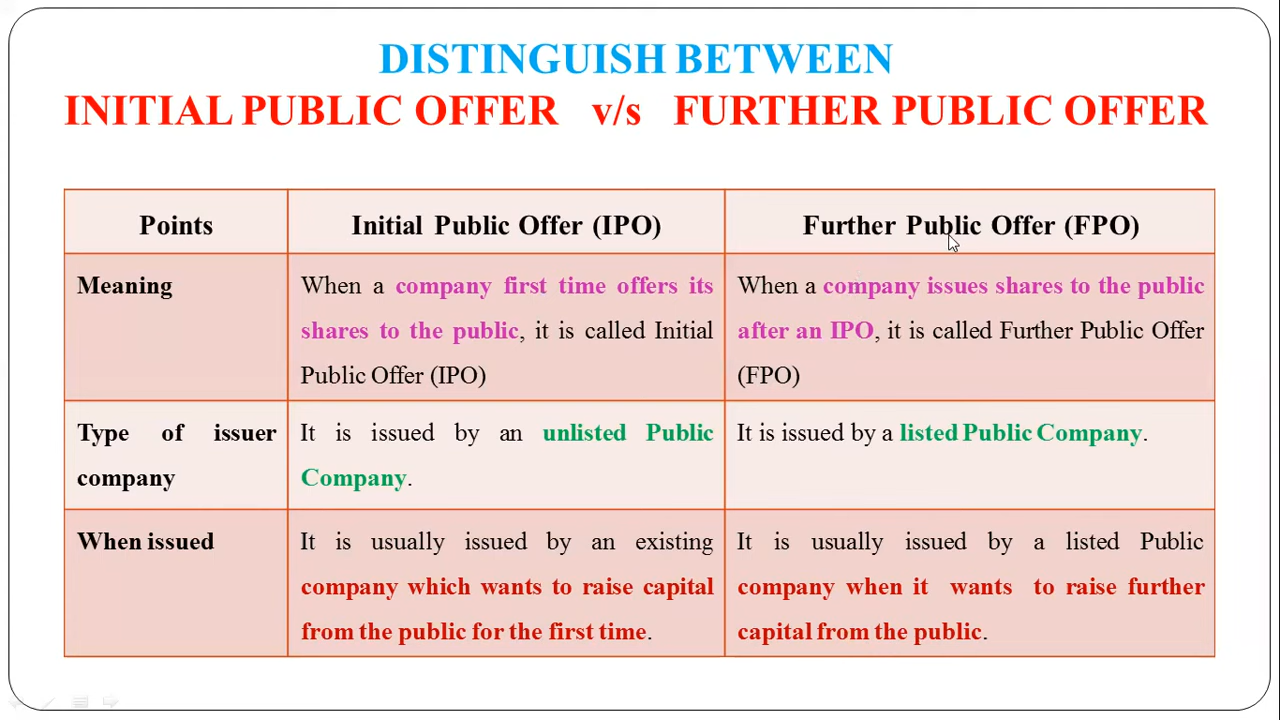 DISTINGUISH BETWEEN
INITIAL PUBLIC OFFER v/s FURTHER PUBLIC OFFER
Points
Initial Public Offer (IPO)
Further Public Offer (FPO)
Meaning
When a company first time offers its
shares to the public, it is called Initial
Public Offer (IPO)
When a company issues shares to the public
after an IPO, it is called Further Public Offer
(FPO)
Type of issuer
company
It is issued by an unlisted Public
Company.
It is issued by a listed Public Company.
When issued
It is usually issued by an existing
company which wants to raise capital
from the public for the first time.
It is usually issued by a listed Public
company when it wants to raise further
capital from the public.